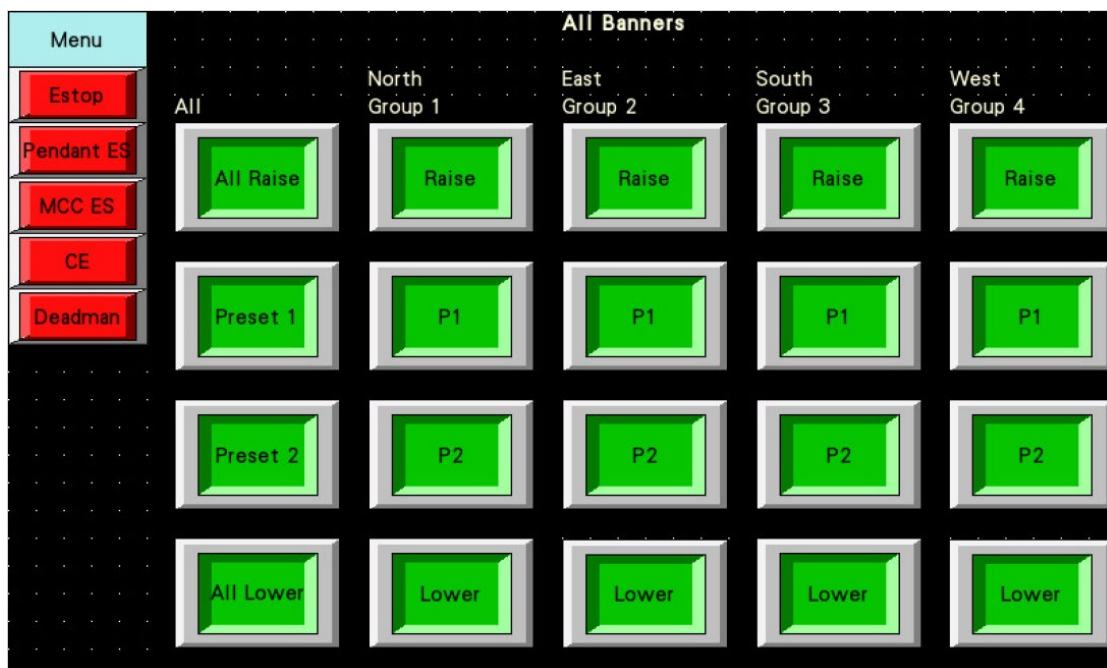 Menu
All Banners
Estop
Pendant ES
MCC ES
CE
Deadman
All
North
Group 1
East
Group 2
South
Group 3
West
Group 4
All Raise
Raise
Raise
Raise
Raise
Preset 1
P1
P1
P1
P1
Preset 2
P2
P2
P2
P2
All Lower
Lower
Lower
Lower
Lower